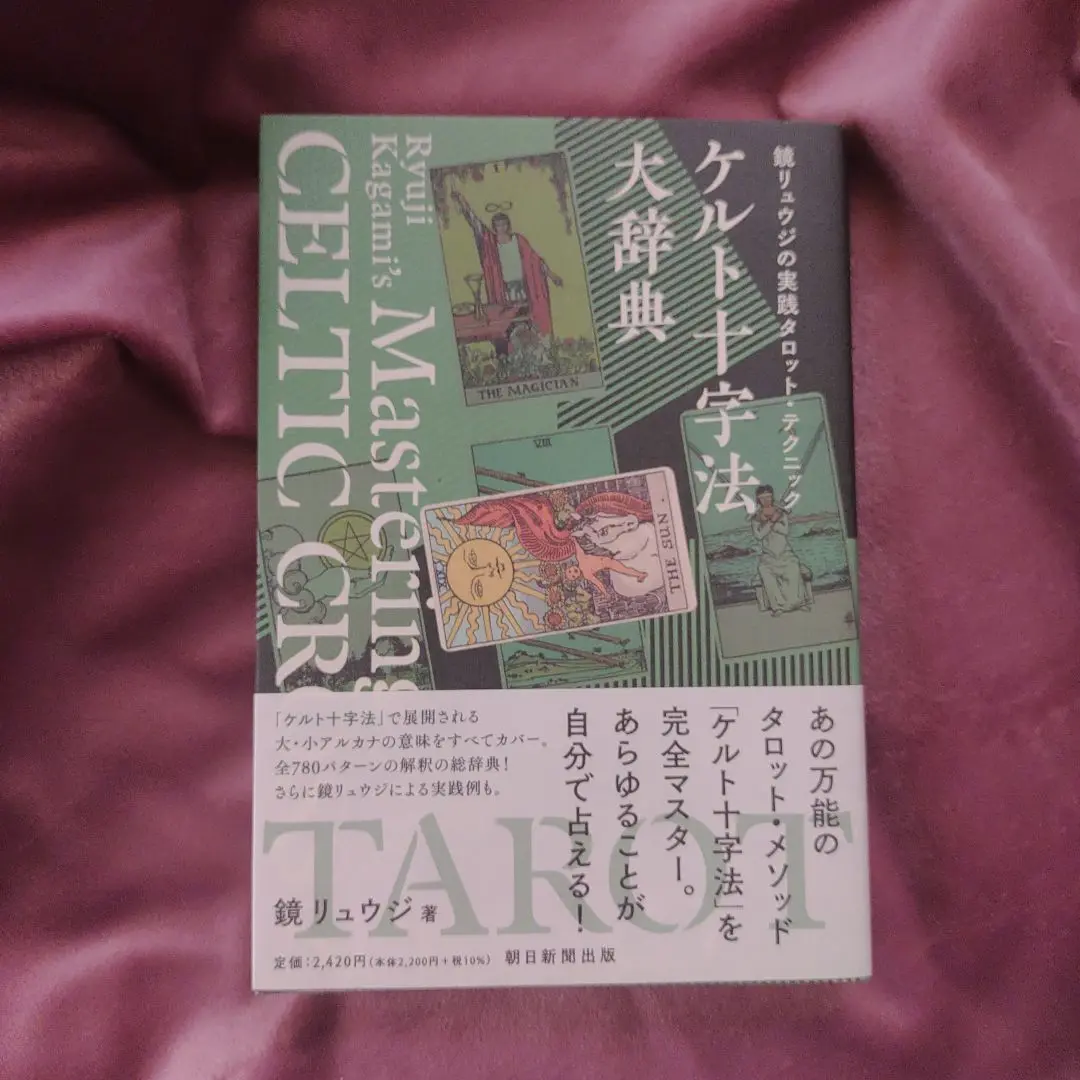 鏡リュウジの実践タロット・テクニック
ケルト十字法
大辞典
Ryuji
Kagami's Mastering
CELTIC CRO
I
THE MAGICIAN
VIII
THE SUN.
あの万能の
タロット・メソッド
「ケルト十字法」を
完全マスター。
あらゆることが
自分で占える!
「ケルト十字法」で展開される
大・小アルカナの意味をすべてカバー。
全780パターンの解釈の総辞典!
さらに鏡リュウジによる実践例も。
TAROT
鏡リュウジ 著
定価:2,420円(本体2,200円+税10%) 朝日新聞出版